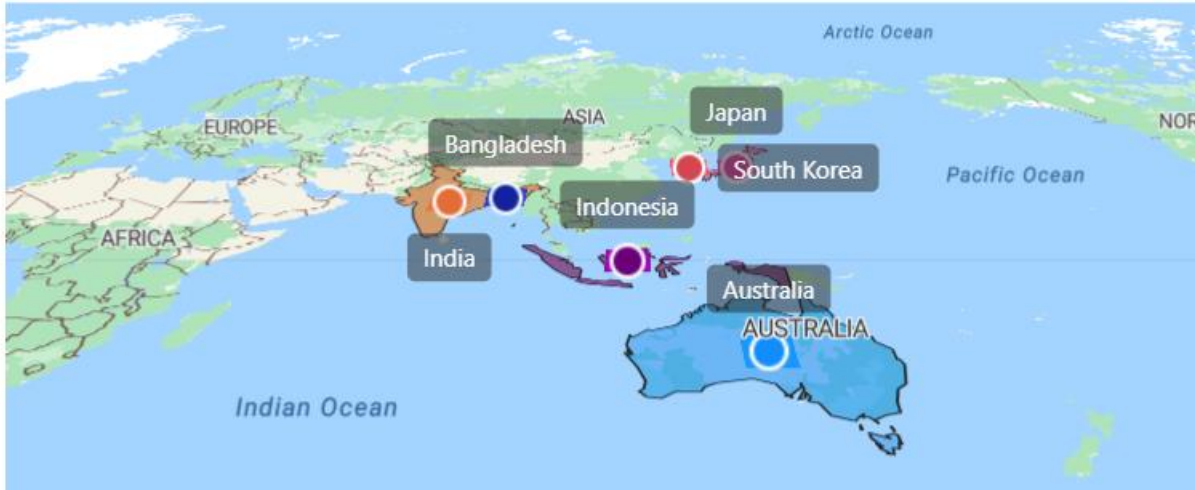 Arctic Ocean
Japan
ASIA
NOR
EUROPE
Bangladesh
South Korea
Pacific Ocean
Indonesia
AFRICA
India
Australia
AUSTRALIA
Indian Ocean